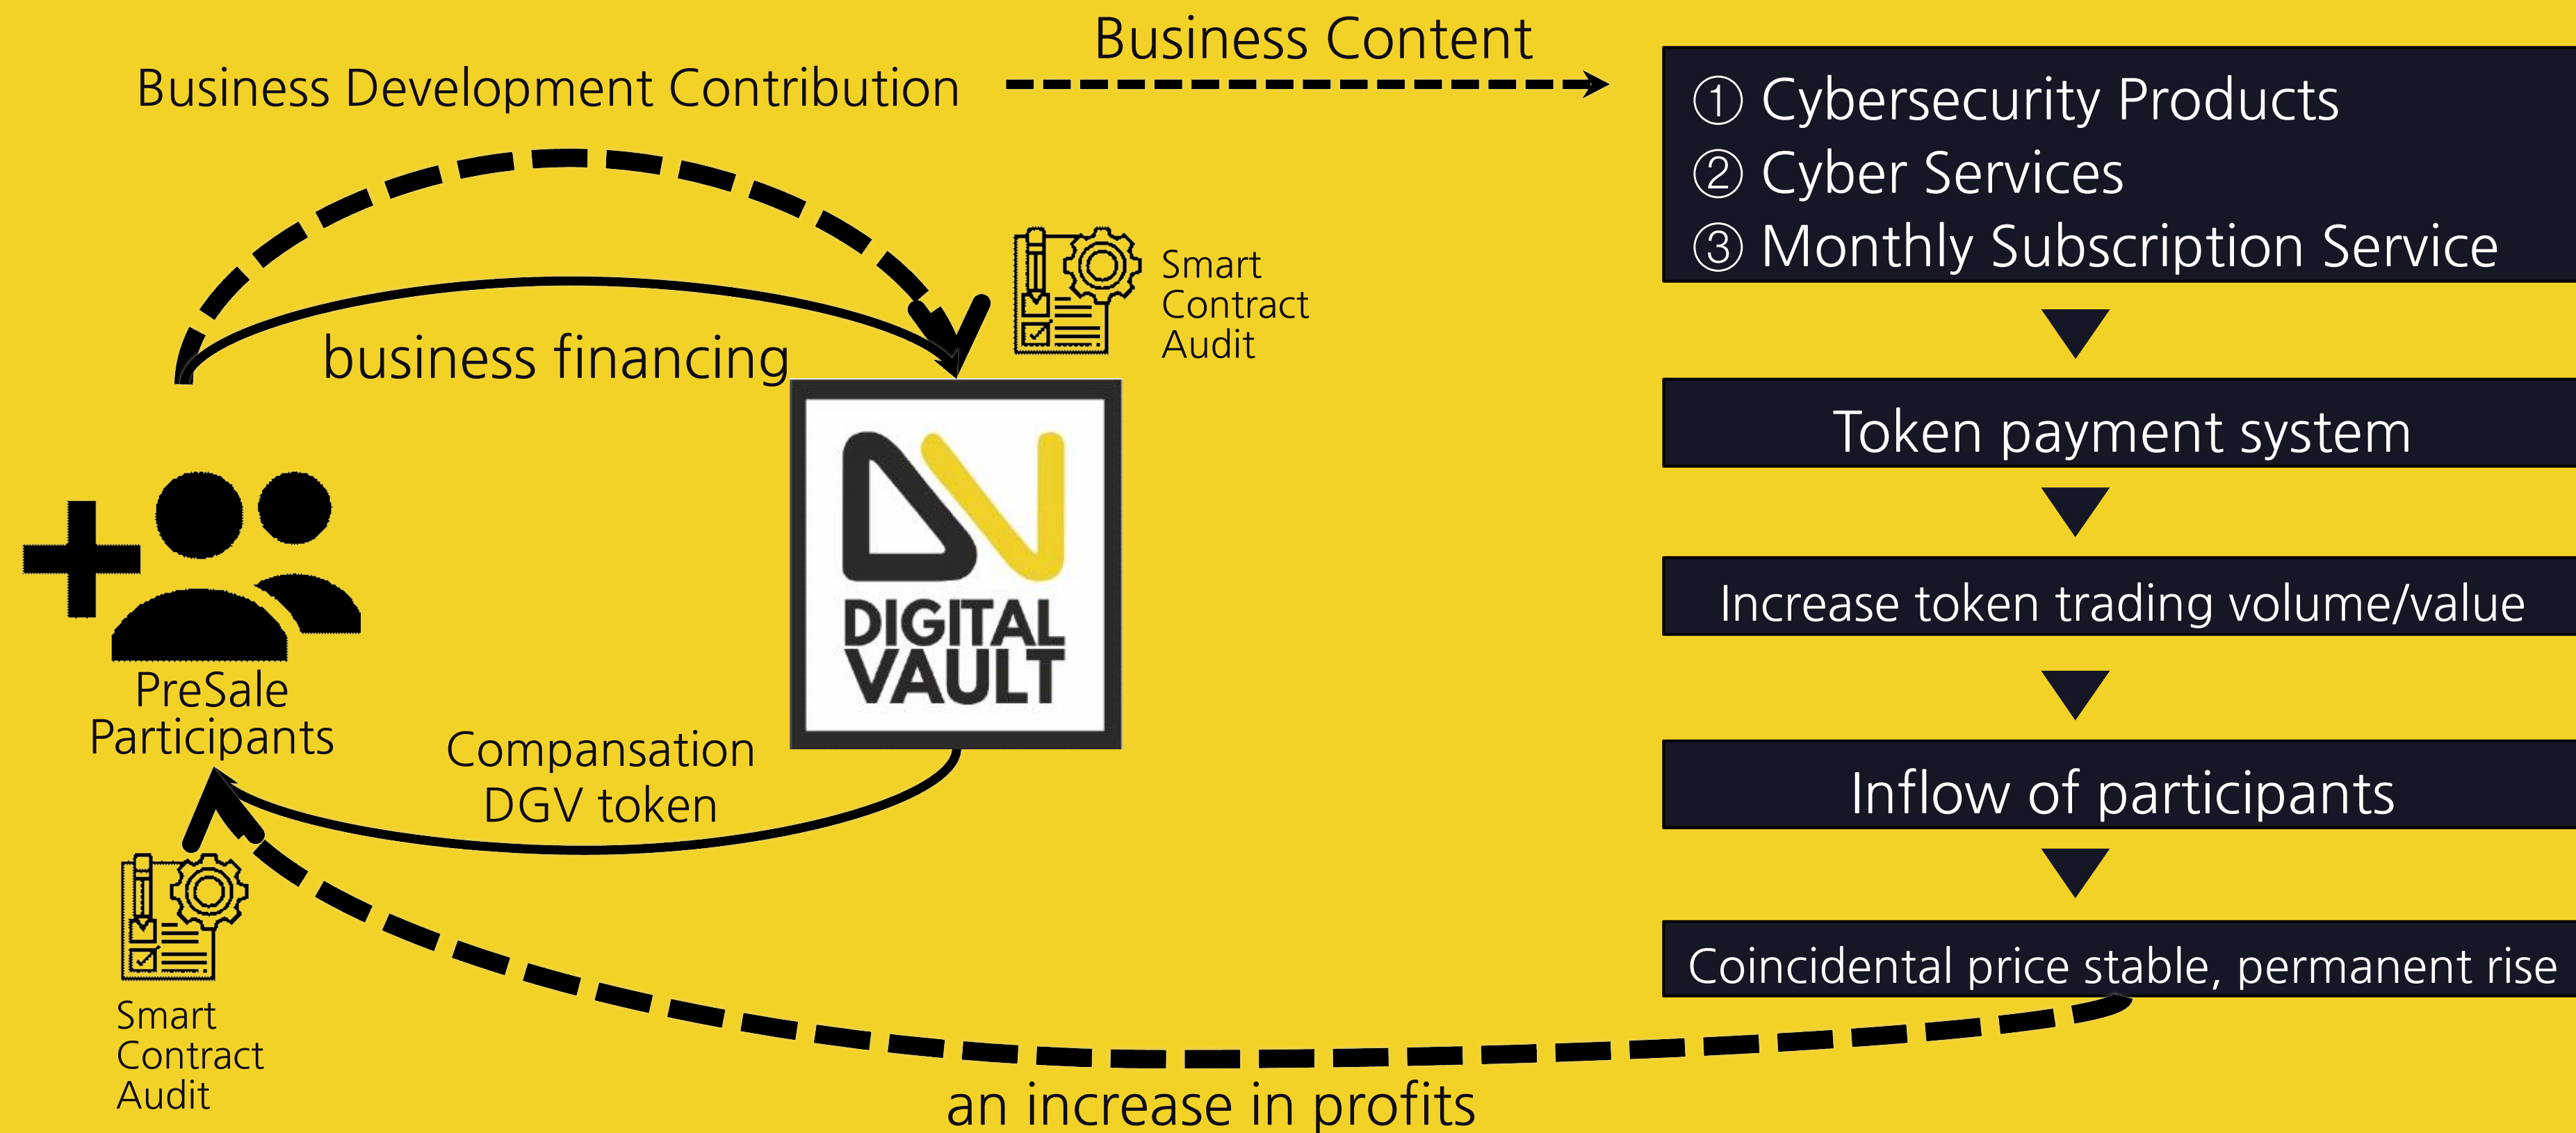 Business Content
Business Development Contribution
① Cybersecurity Products
② Cyber Services
③ Monthly Subscription Service
Smart
Contract
Audit
business financing
Token payment system
DIGITAL
VAULT
Increase token trading volume/value
PreSale
Participants
Compansation
DGV token
Inflow of participants
Coincidental price stable, permanent rise
Smart
Contract
Audit
an increase in profits